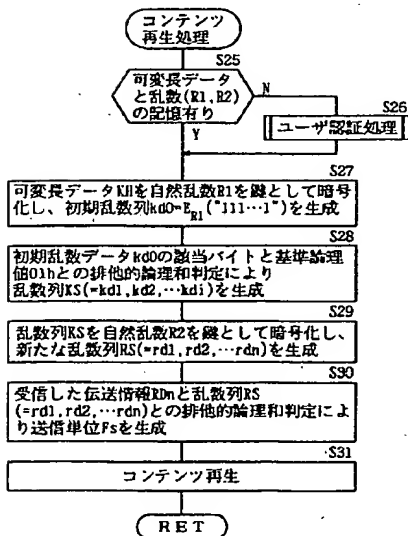 コンテンツ
再生処理
S25
可変長データ
と乱数(R1,R2)
の記憶有り
N
S26
ユーザ認証処理
Y
S27
可変長データKHを自然乱数R1を鍵として暗号
化し、初期乱数列kd0=ER1("111…1")を生成
S28
初期乱数データkd0の該当バイトと基準論理
値01hとの排他的論理和判定により
乱数列KS(=kd1,kd2,…kdi)を生成
S29
乱数列KSを自然乱数R2を鍵として暗号化し、
新たな乱数列RS(=rd1,rd2,…rdn)を生成
S30
受信した伝送情報RDnと乱数列RS
(=rd1,rd2,…rdn)との排他的論理和判定によ
り送信単位Fsを生成
S31
コンテンツ再生
RET